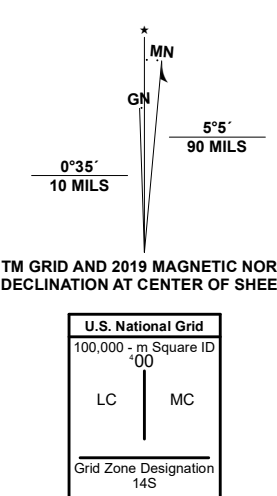 ★
MN
GN
5°5´
90 MILS
0°35´
10 MILS
TM GRID AND 2019 MAGNETIC NOR
DECLINATION AT CENTER OF SHEE
U.S. National Grid
100,000 - m Square ID
⁴00
LC MC
Grid Zone Designation
14S